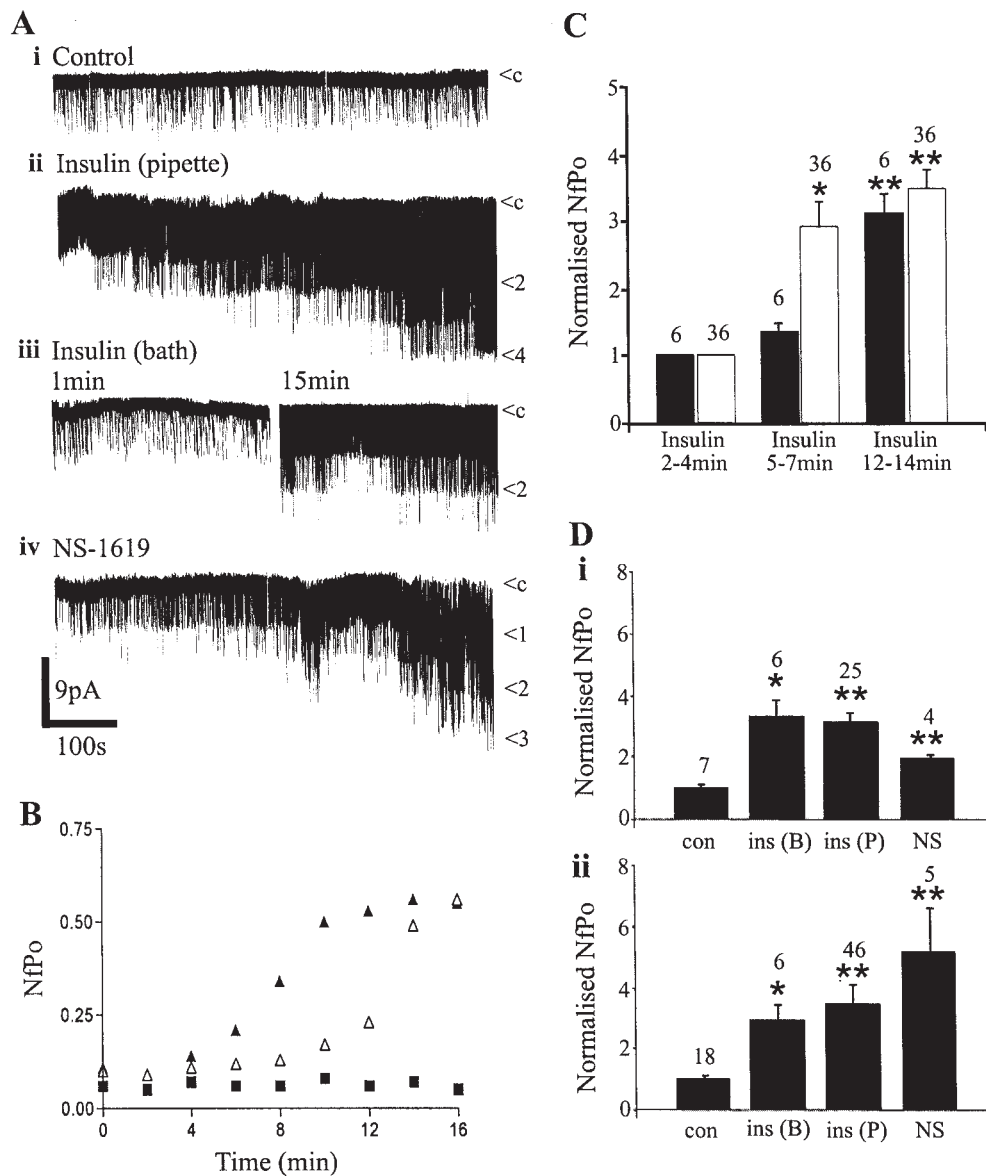 A
i Control
<c
ii Insulin (pipette)
<c
<2
<4
iii Insulin (bath)
1min 15min
<c
<2
iv NS-1619
<c
<1
<2
<3
9pA
100s
B
NfPo
0.75
0.50
0.25
0.00
0 4 8 12 16
Time (min)
C
Normalised NfPo
5
4
3
2
1
0
6 36
6
36
*
6
**
36
**
Insulin 2-4min
Insulin 5-7min
Insulin 12-14min
D
i
Normalised NfPo
8
6
4
2
0
7
6
*
25
**
4
**
con ins (B) ins (P) NS
ii
Normalised NfPo
8
6
4
2
0
18
6
*
46
**
5
**
con ins (B) ins (P) NS